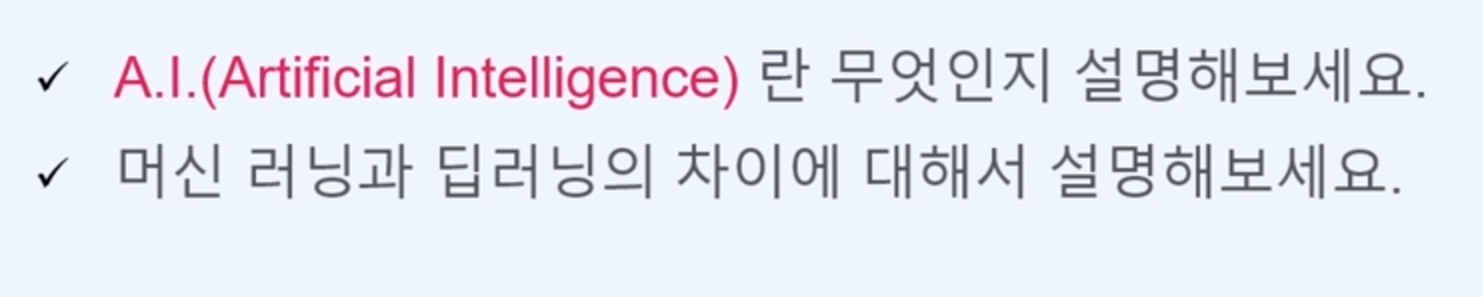 ✓ A.I.(Artificial Intelligence) 란 무엇인지 설명해보세요.
✓ 머신 러닝과 딥러닝의 차이에 대해서 설명해보세요.